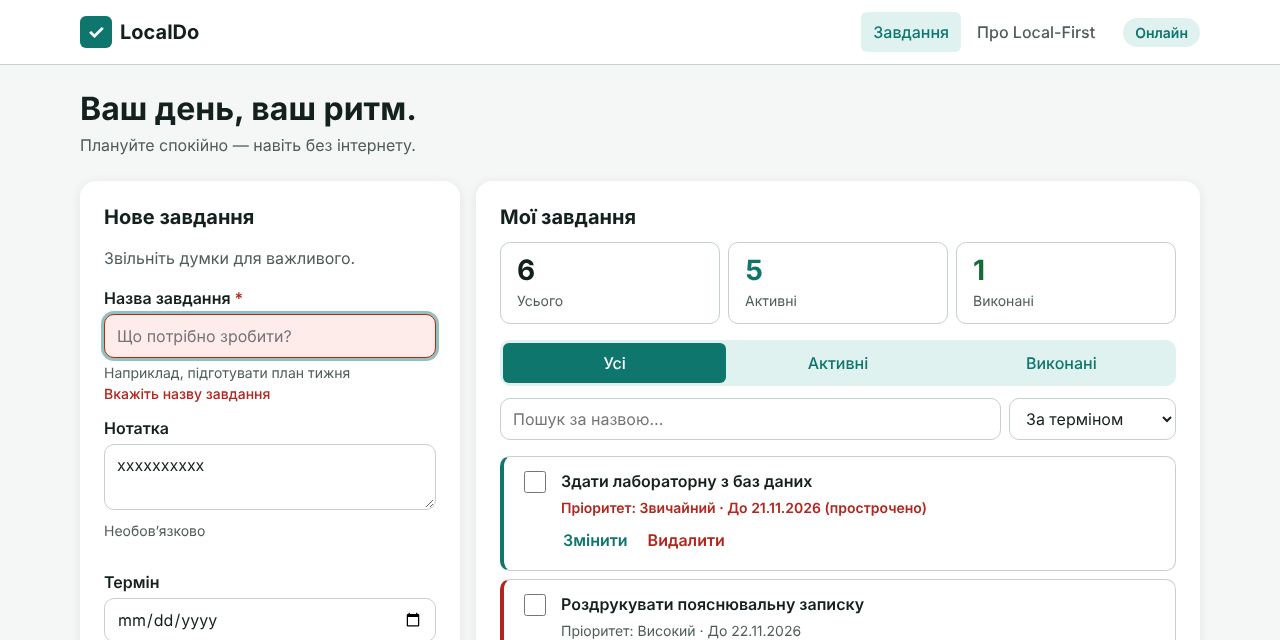 LocalDo
Завдання
Про Local-First
Онлайн
Ваш день, ваш ритм.
Плануйте спокійно — навіть без інтернету.
Нове завдання
Звільніть думки для важливого.
Назва завдання *
Що потрібно зробити?
Наприклад, підготувати план тижня
Вкажіть назву завдання
Нотатка
xxxxxxxxxx
Необов'язково
Термін
mm/dd/yyyy
Мої завдання
6
Усього
5
Активні
1
Виконані
Усі
Активні
Виконані
Пошук за назвою...
За терміном
Здати лабораторну з баз даних
Пріоритет: Звичайний · До 21.11.2026 (прострочено)
Змінити
Видалити
Роздрукувати пояснювальну записку
Пріоритет: Високий · До 22.11.2026